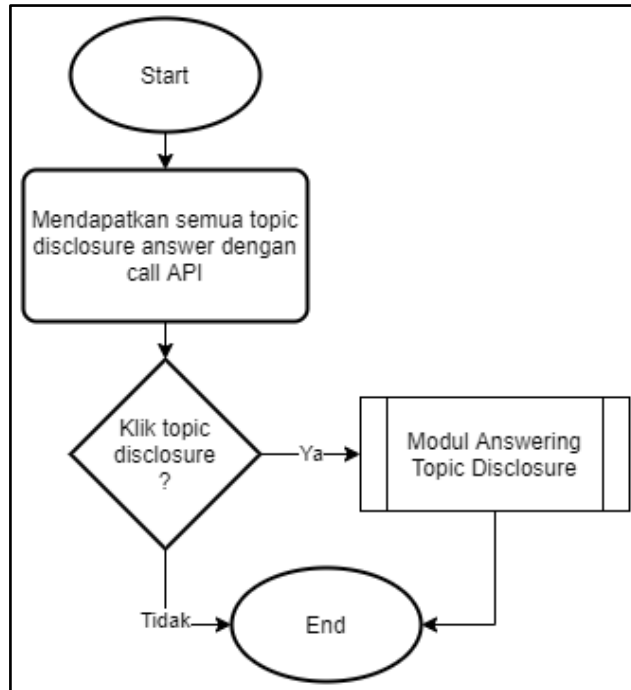 Start
Mendapatkan semua topic
disclosure answer dengan
call API
Klik topic
disclosure
?
Ya
Modul Answering
Topic Disclosure
Tidak
End